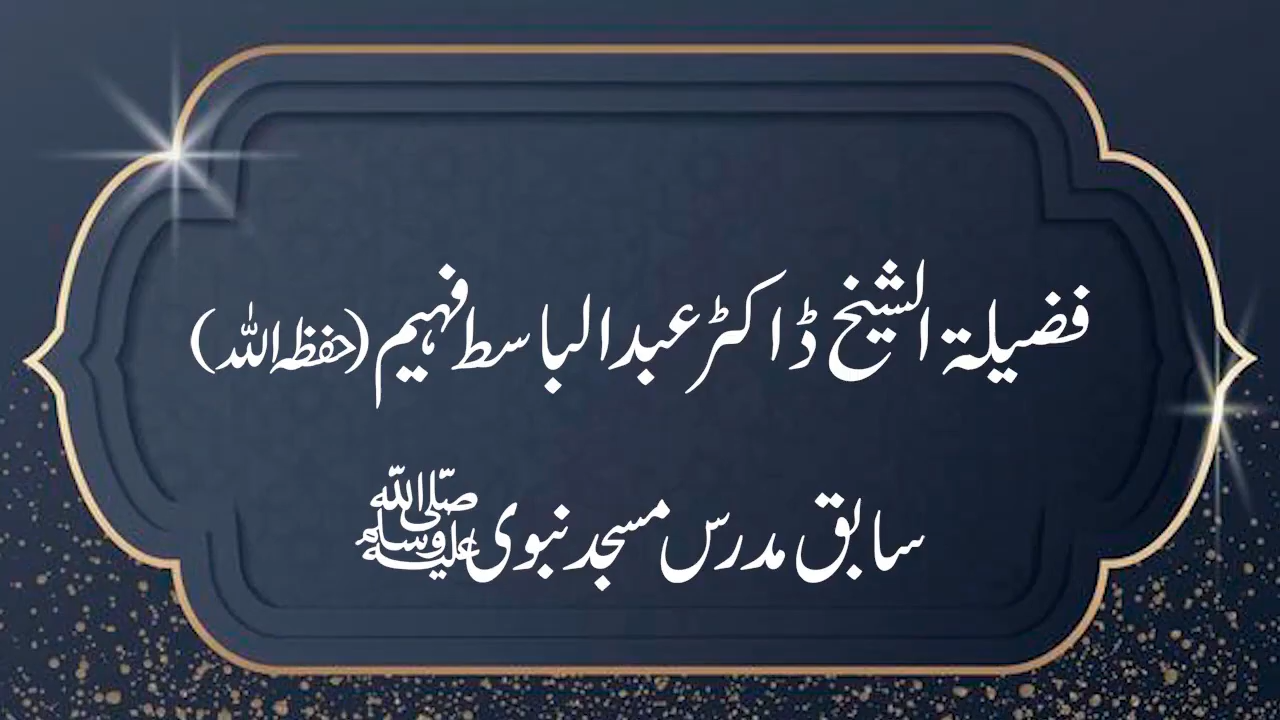 فضیلۃ الشیخ ڈاکٹر عبدالباسط فہیم (حفظہ اللہ)
سابق مدرس مسجد نبوی ﷺ